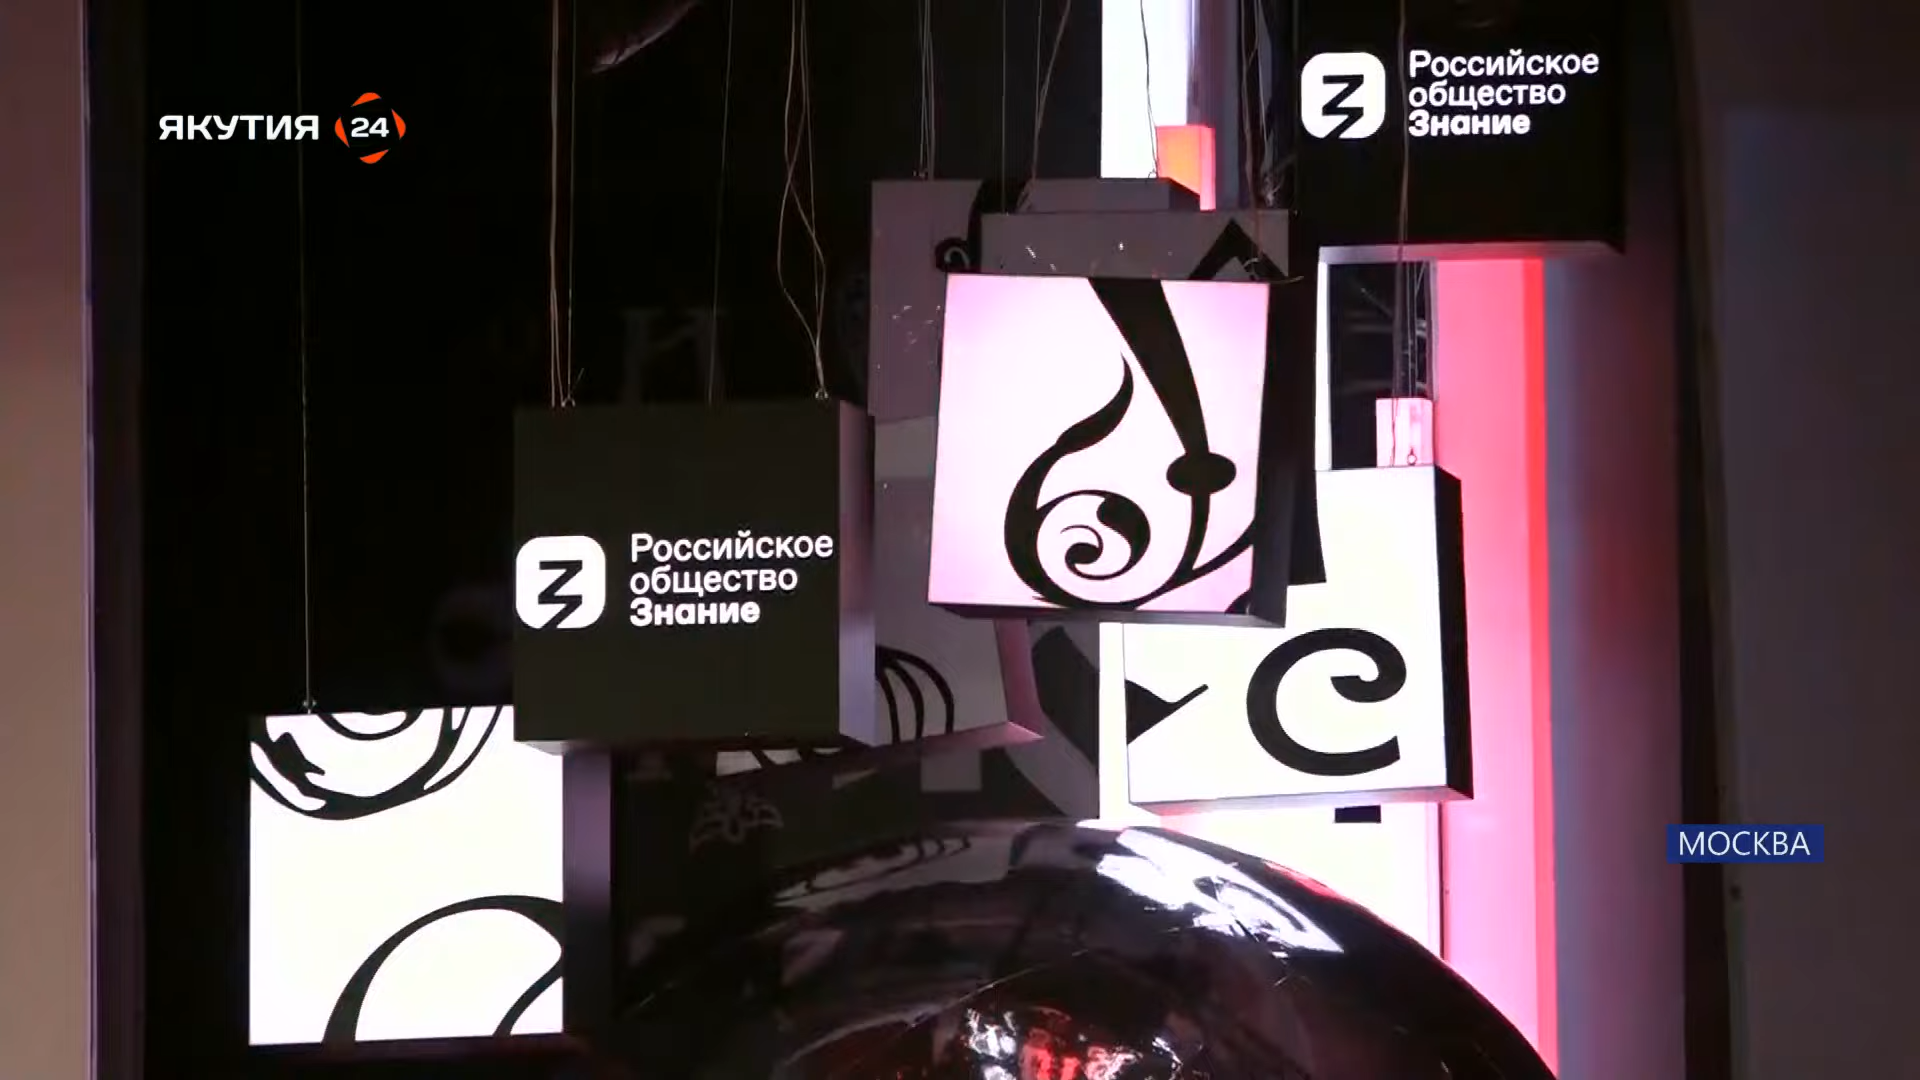 ЯКУТИЯ 24
Российское
общество
Знание
Российское
общество
Знание
С
МОСКВА